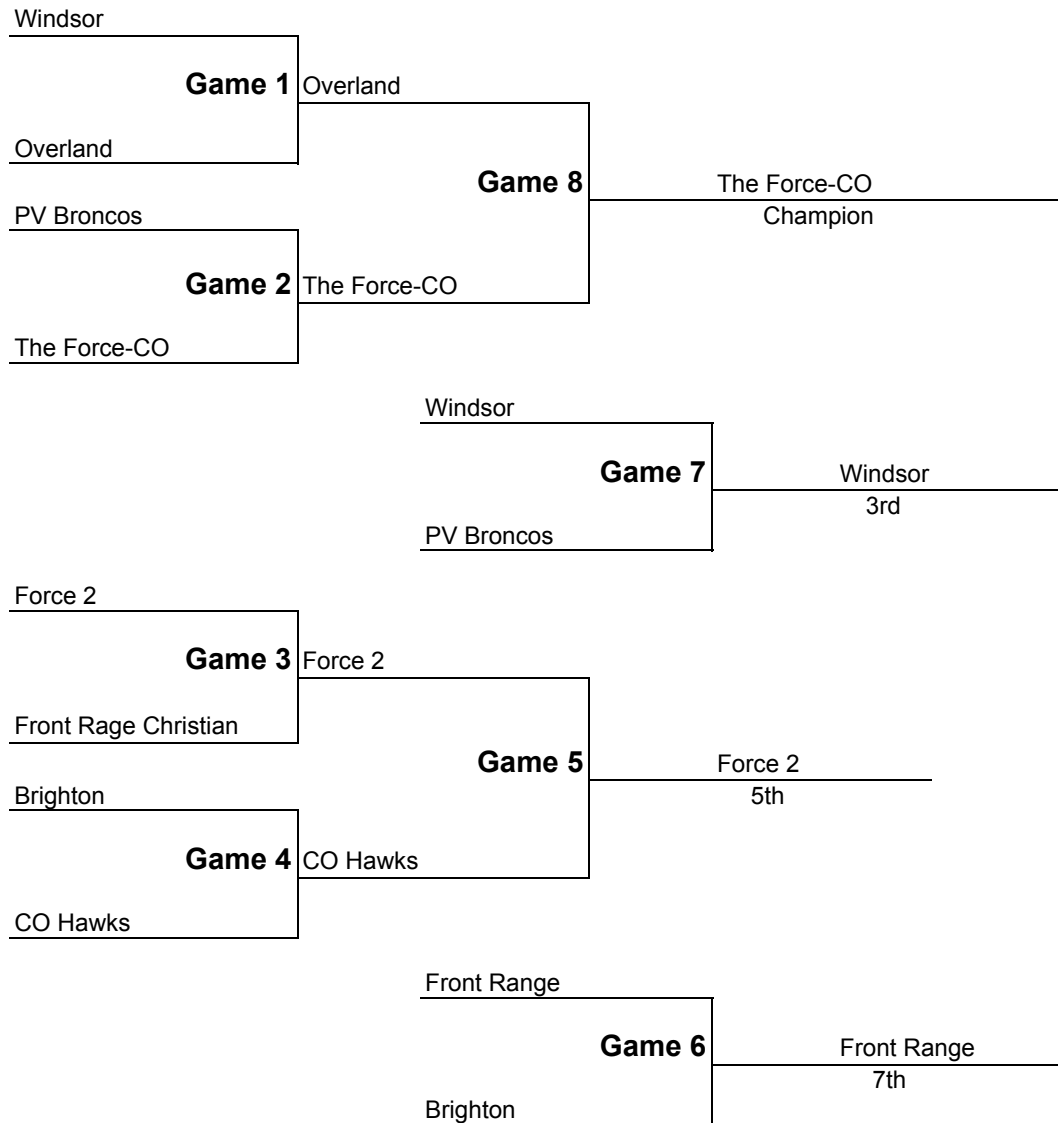 Windsor
Game 1 Overland
Overland
Game 8 The Force-CO
PV Broncos
Champion
Game 2 The Force-CO
The Force-CO
Windsor
Game 7 Windsor
3rd
PV Broncos
Force 2
Game 3 Force 2
Front Rage Christian
Game 5 Force 2
Brighton
5th
Game 4 CO Hawks
CO Hawks
Front Range
Game 6 Front Range
7th
Brighton